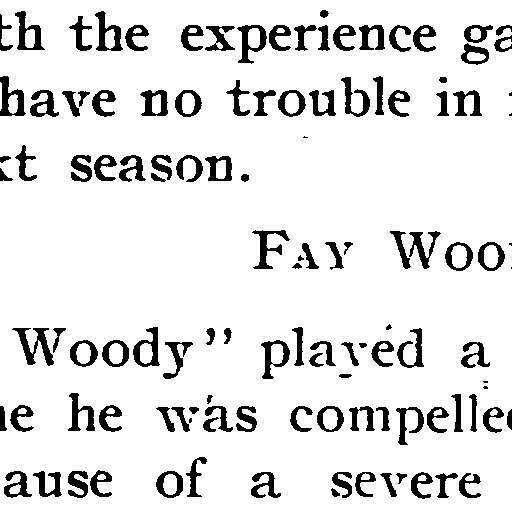 th the experience ga
have no trouble in
xt season.
FAY Woo
Woody" played a
ne he was compelled
ause of a severe